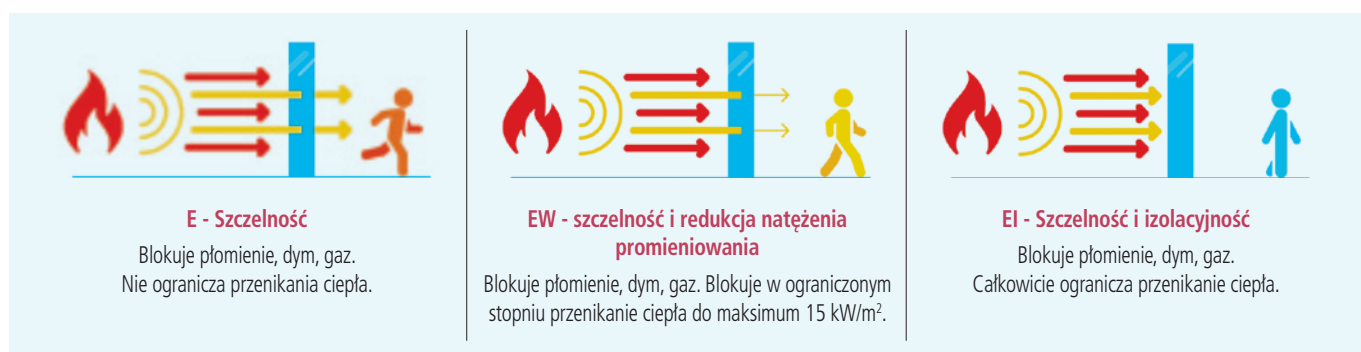 E - Szczelność
Blokuje płomienie, dym, gaz.
Nie ogranicza przenikania ciepła.
EW - szczelność i redukcja natężenia
promieniowania
Blokuje płomienie, dym, gaz. Blokuje w ograniczonym
stopniu przenikanie ciepła do maksimum 15 kW/m².
EI - Szczelność i izolacyjność
Blokuje płomienie, dym, gaz.
Całkowicie ogranicza przenikanie ciepła.